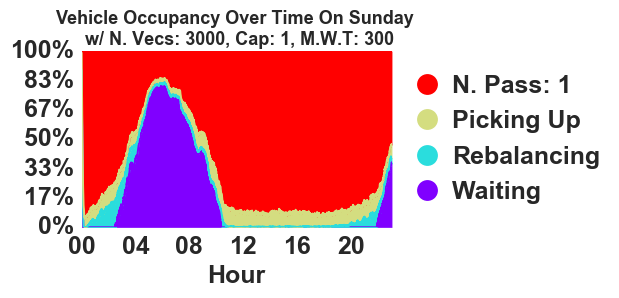 Vehicle Occupancy Over Time On Sunday
w/ N. Vecs: 3000, Cap: 1, M.W.T: 300
100%
83%
67%
50%
33%
17%
0%
00 04 08 12 16 20
Hour
N. Pass: 1
Picking Up
Rebalancing
Waiting